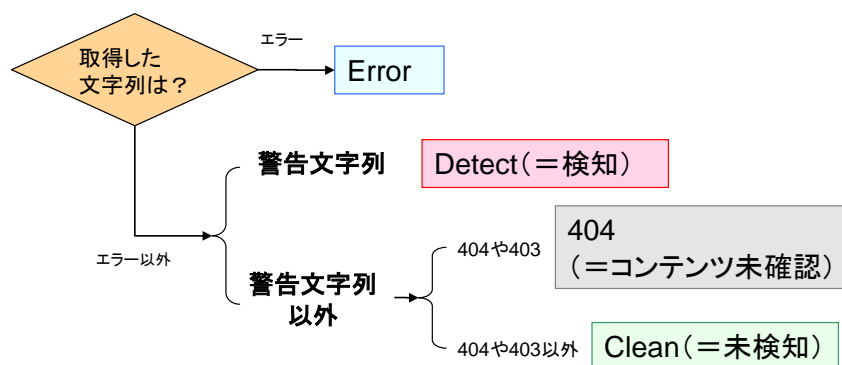 取得した
文字列は？
エラー
Error
エラー以外
警告文字列
Detect（＝検知）
警告文字列
以外
404や403
404
（＝コンテンツ未確認）
404や403以外
Clean（＝未検知）